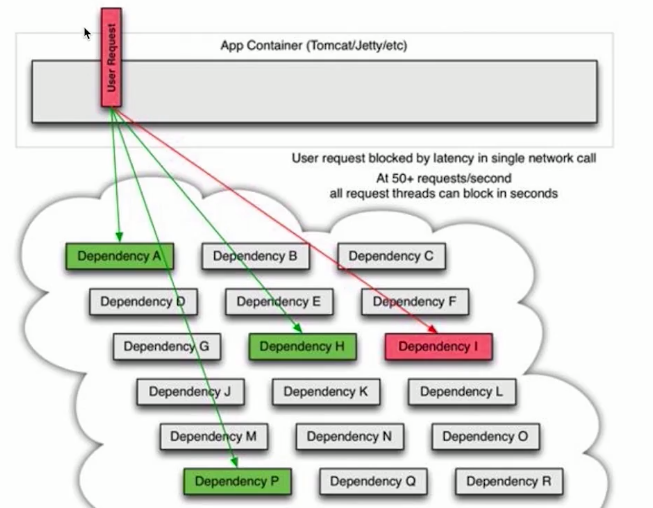 User Request
App Container (Tomcat/Jetty/etc)
User request blocked by latency in single network call
At 50+ requests/second
all request threads can block in seconds
Dependency A
Dependency B
Dependency C
Dependency D
Dependency E
Dependency F
Dependency G
Dependency H
Dependency I
Dependency J
Dependency K
Dependency L
Dependency M
Dependency N
Dependency O
Dependency P
Dependency Q
Dependency R